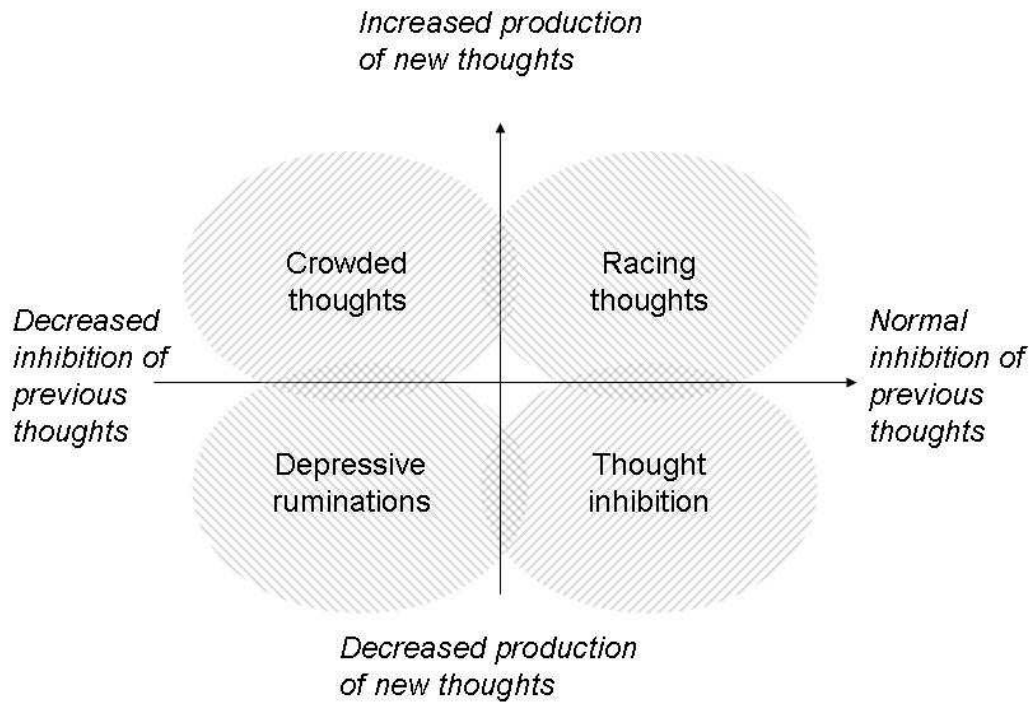 Increased production
of new thoughts
Crowded
thoughts
Racing
thoughts
Decreased
inhibition of
previous
thoughts
Normal
inhibition of
previous
thoughts
Depressive
ruminations
Thought
inhibition
Decreased production
of new thoughts